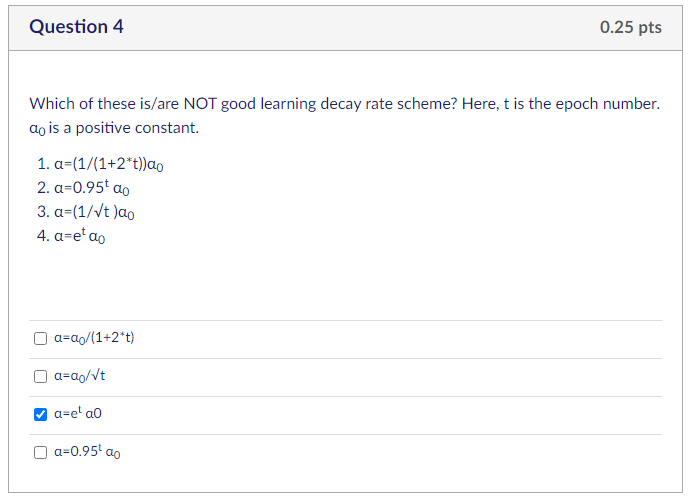 Question 4
0.25 pts
Which of these is/are NOT good learning decay rate scheme? Here, t is the epoch number.
α₀ is a positive constant.
1. α=(1/(1+2*t))α₀
2. α=0.95ᵗ α₀
3. α=(1/√t )α₀
4. α=eᵗ α₀
α=α₀/(1+2*t)
α=α₀/√t
α=eᵗ α0
α=0.95ᵗ α₀